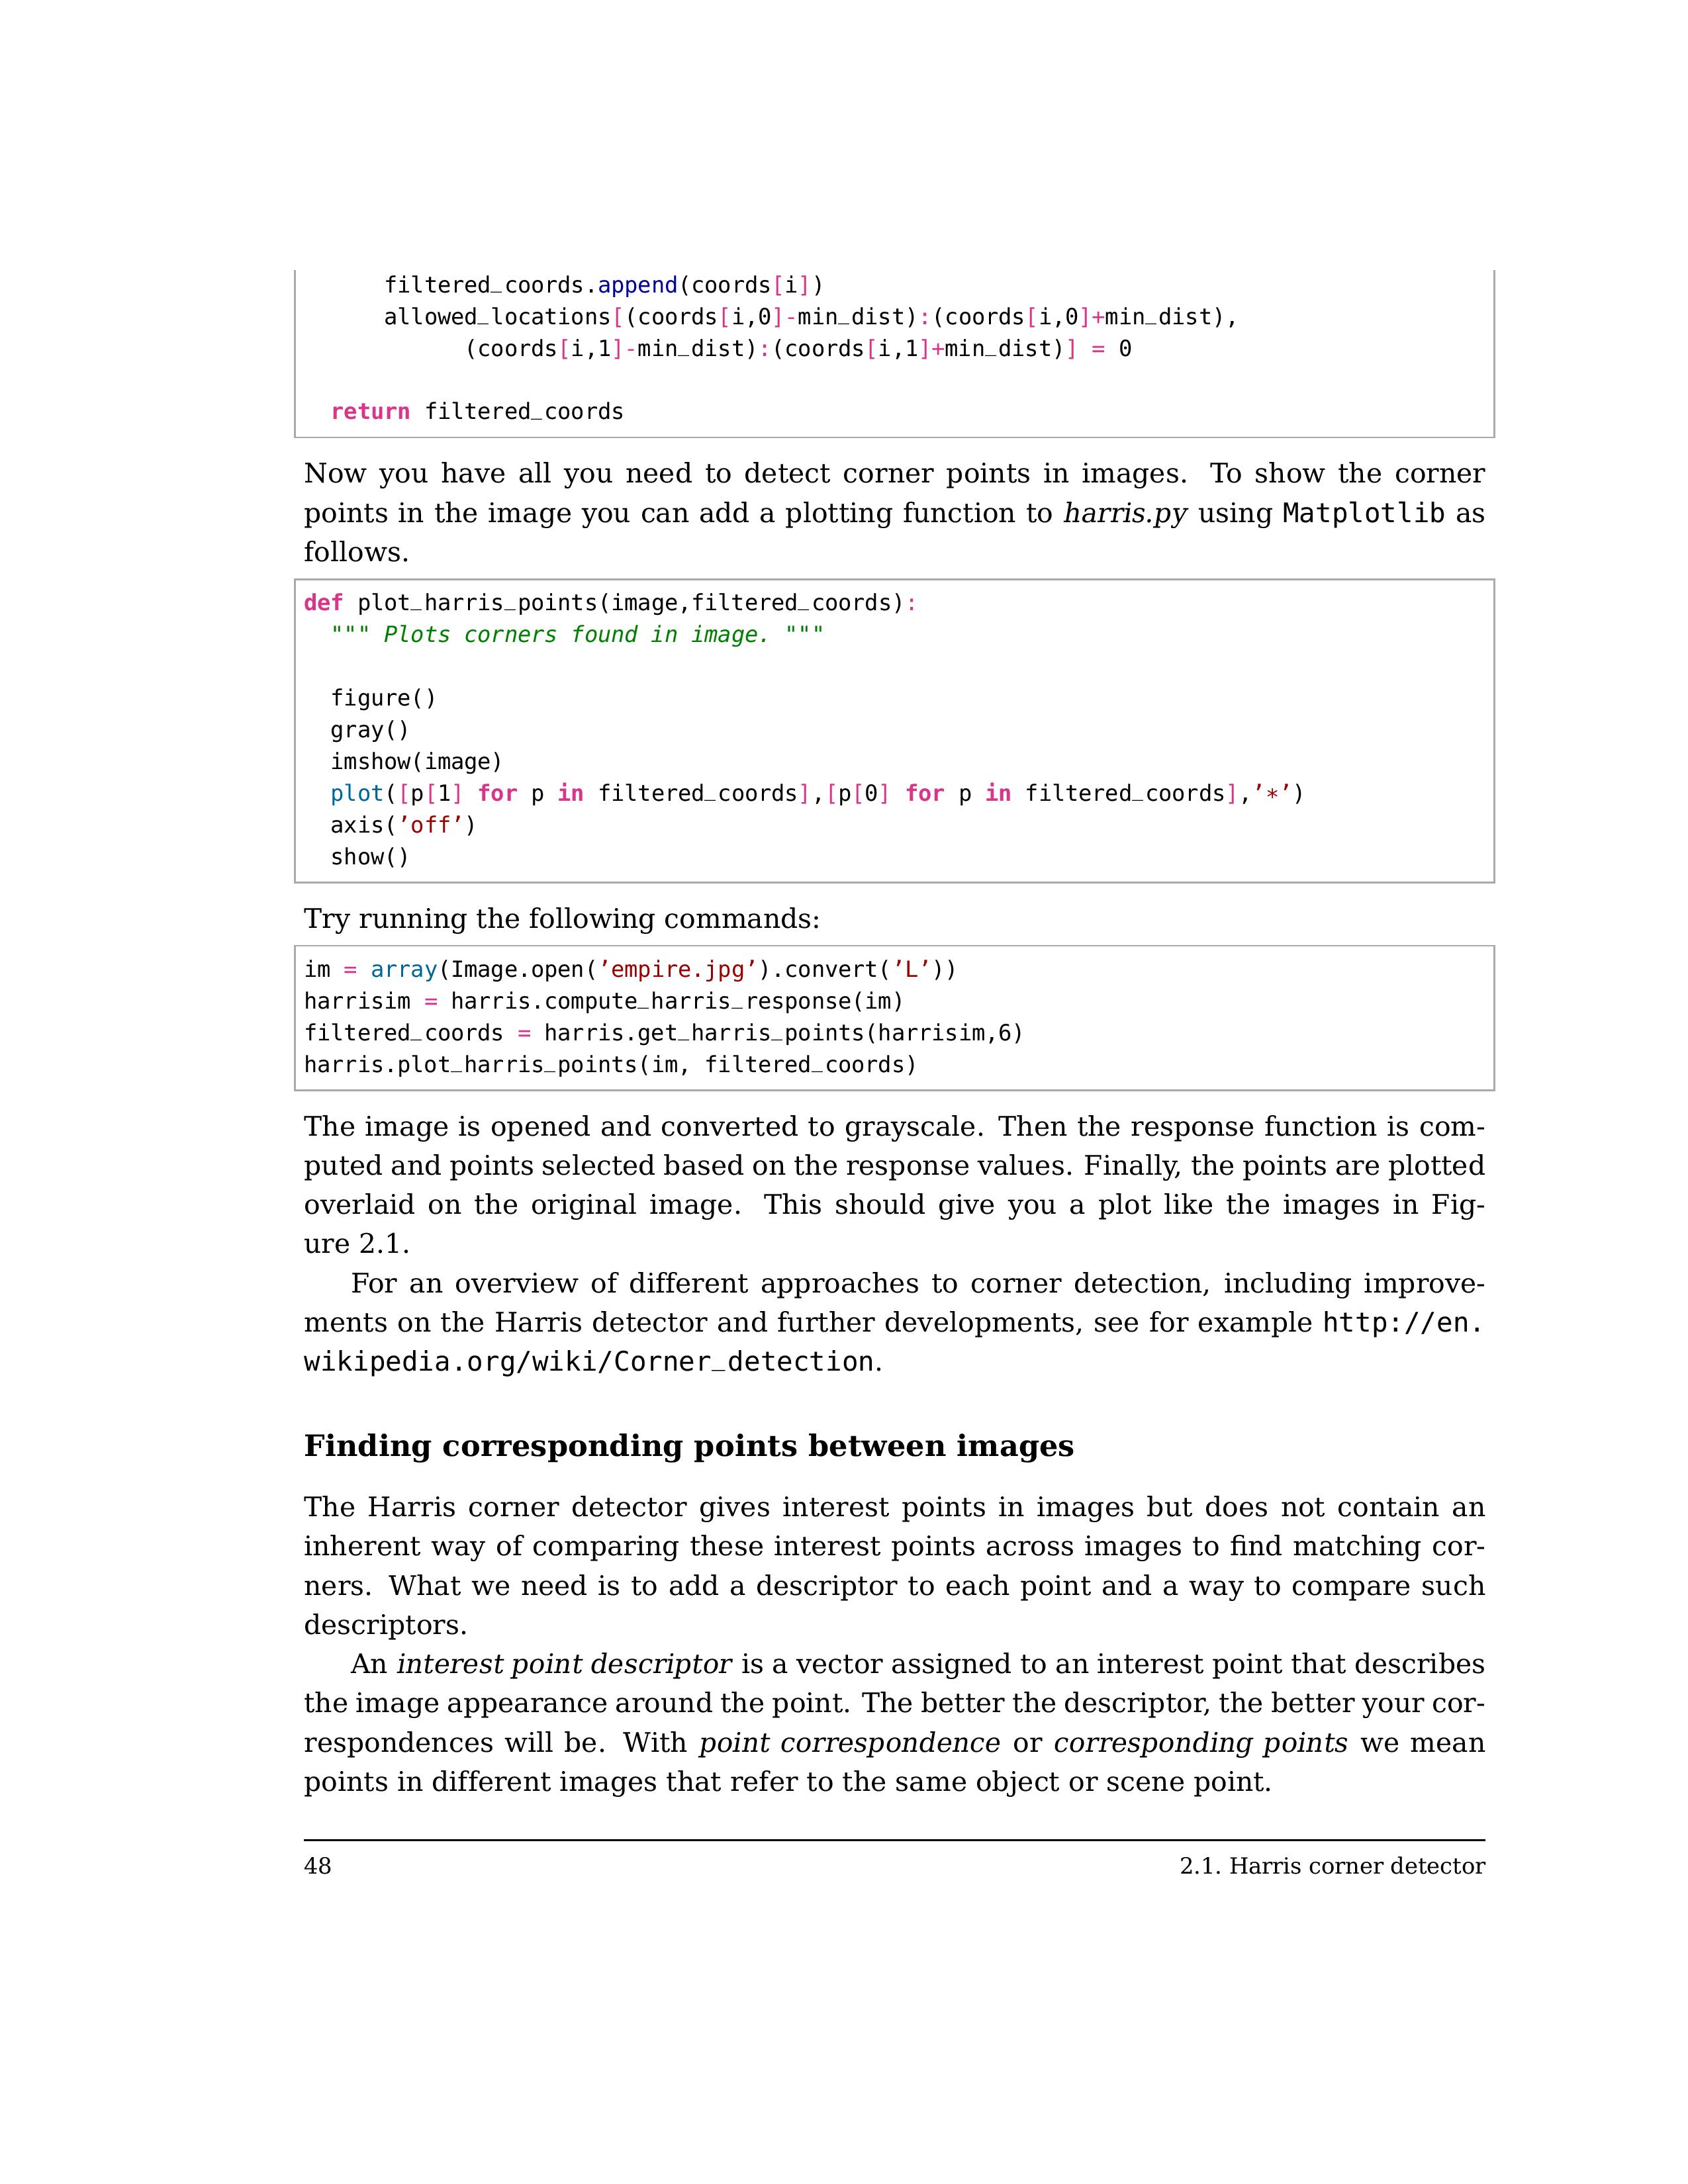 filtered_coords.append(coords[i])
allowed_locations[(coords[i,0]-min_dist):(coords[i,0]+min_dist),
(coords[i,1]-min_dist):(coords[i,1]+min_dist)] = 0
return filtered_coords
Now you have all you need to detect corner points in images. To show the corner
points in the image you can add a plotting function to harris.py using Matplotlib as
follows.
def plot_harris_points(image,filtered_coords):
""" Plots corners found in image. """
figure()
gray()
imshow(image)
plot([p[1] for p in filtered_coords],[p[0] for p in filtered_coords],’*’)
axis(’off’)
show()
Try running the following commands:
im = array(Image.open(’empire.jpg’).convert(’L’))
harrisim = harris.compute_harris_response(im)
filtered_coords = harris.get_harris_points(harrisim,6)
harris.plot_harris_points(im, filtered_coords)
The image is opened and converted to grayscale. Then the response function is com-
puted and points selected based on the response values. Finally, the points are plotted
overlaid on the original image. This should give you a plot like the images in Fig-
ure 2.1.
For an overview of different approaches to corner detection, including improve-
ments on the Harris detector and further developments, see for example http://en.
wikipedia.org/wiki/Corner_detection.
Finding corresponding points between images
The Harris corner detector gives interest points in images but does not contain an
inherent way of comparing these interest points across images to find matching cor-
ners. What we need is to add a descriptor to each point and a way to compare such
descriptors.
An interest point descriptor is a vector assigned to an interest point that describes
the image appearance around the point. The better the descriptor, the better your cor-
respondences will be. With point correspondence or corresponding points we mean
points in different images that refer to the same object or scene point.
48
2.1. Harris corner detector